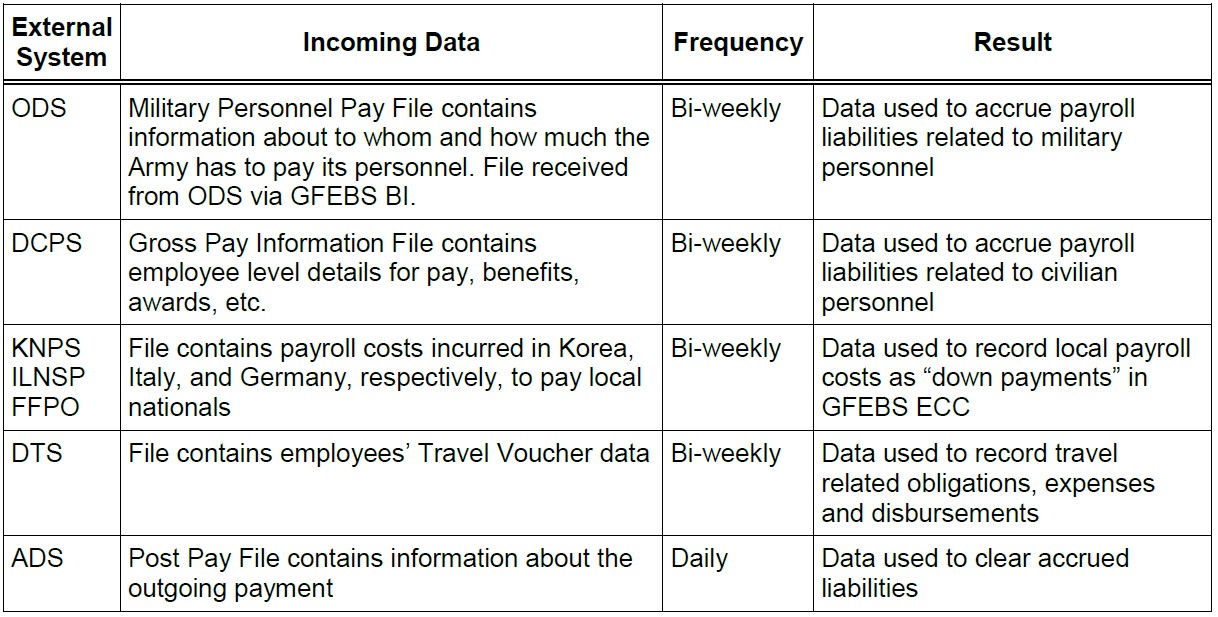 External System | Incoming Data | Frequency | Result
ODS | Military Personnel Pay File contains | Bi-weekly | Data used to accrue payroll
information about to whom and how much the | liabilities related to military
Army has to pay its personnel. File received | personnel
from ODS via GFEBS BI.
DCPS | Gross Pay Information File contains | Bi-weekly | Data used to accrue payroll
employee level details for pay, benefits, | liabilities related to civilian
awards, etc. | personnel
KNPS | File contains payroll costs incurred in Korea, | Bi-weekly | Data used to record local payroll
ILNSP | Italy, and Germany, respectively, to pay local | costs as “down payments” in
FFPO | nationals | GFEBS ECC
DTS | File contains employees’ Travel Voucher data | Bi-weekly | Data used to record travel
related obligations, expenses
and disbursements
ADS | Post Pay File contains information about the | Daily | Data used to clear accrued
outgoing payment | liabilities